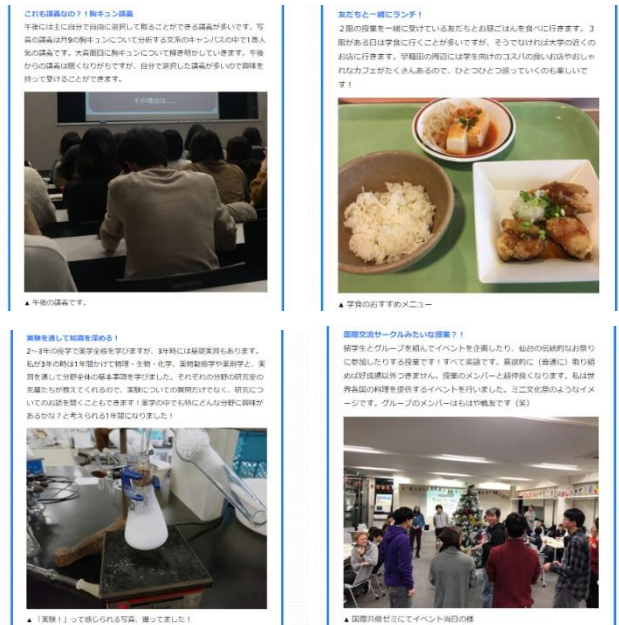 これも講義なの？！胸キュン講義
午後には主に自分で自由に選択して取ることができる講義が多いです。写
真の講義は月9の胸キュンについて分析する文系のキャンパスの中で1番人
気の講義です。大真面目に胸キュンについて解き明かしていきます。午後
からの講義は眠くなりがちですが、自分で選択した講義が多いので興味を
持って受けることができます。
その理由は……
▲ 午後の講義です。
友だちと一緒にランチ！
２限の授業を一緒に受けている友だちとお昼ごはんを食べに行きます。３
限がある日は学食に行くことが多いですが、そうでなければ大学の近くの
お店に行きます。早稲田の周辺には学生向けのコスパの良いお店やおしゃ
れなカフェがたくさんあるので、ひとつひとつ巡っていくのも楽しいで
す！
▲ 学食のおすすめメニュー
実験を通して知識を深める！
2〜3年の座学で薬学全般を学びますが、3年時には基礎実習もあります。
私が3年の時は1年間かけて物理・生物・化学、薬物動態学や薬剤学と、実
習を通して分野全体の基本事項を学びました。それぞれの分野の研究室の
先輩たちが教えてくれるので、実験についての質問だけでなく、研究につ
いてのお話を聞くこともできます！薬学の中でも特にどんな分野に興味が
あるかな？と考えられる1年間になりました！
▲ 「実験！」って感じられる写真、撮ってました！
国際交流サークルみたいな授業？！
留学生とグループを組んでイベントを企画したり、仙台の伝統的なお祭り
に参加したりする授業です！すべて英語です。意欲的に（普通に）取り組
めば好成績以外つきません。授業のメンバーと超仲良くなります。私は世
界各国の料理を提供するイベントを行いました。ミニ文化祭のようなイメ
ージです。グループのメンバーはもはや戦友です（笑）
▲ 国際共修ゼミにてイベント当日の様